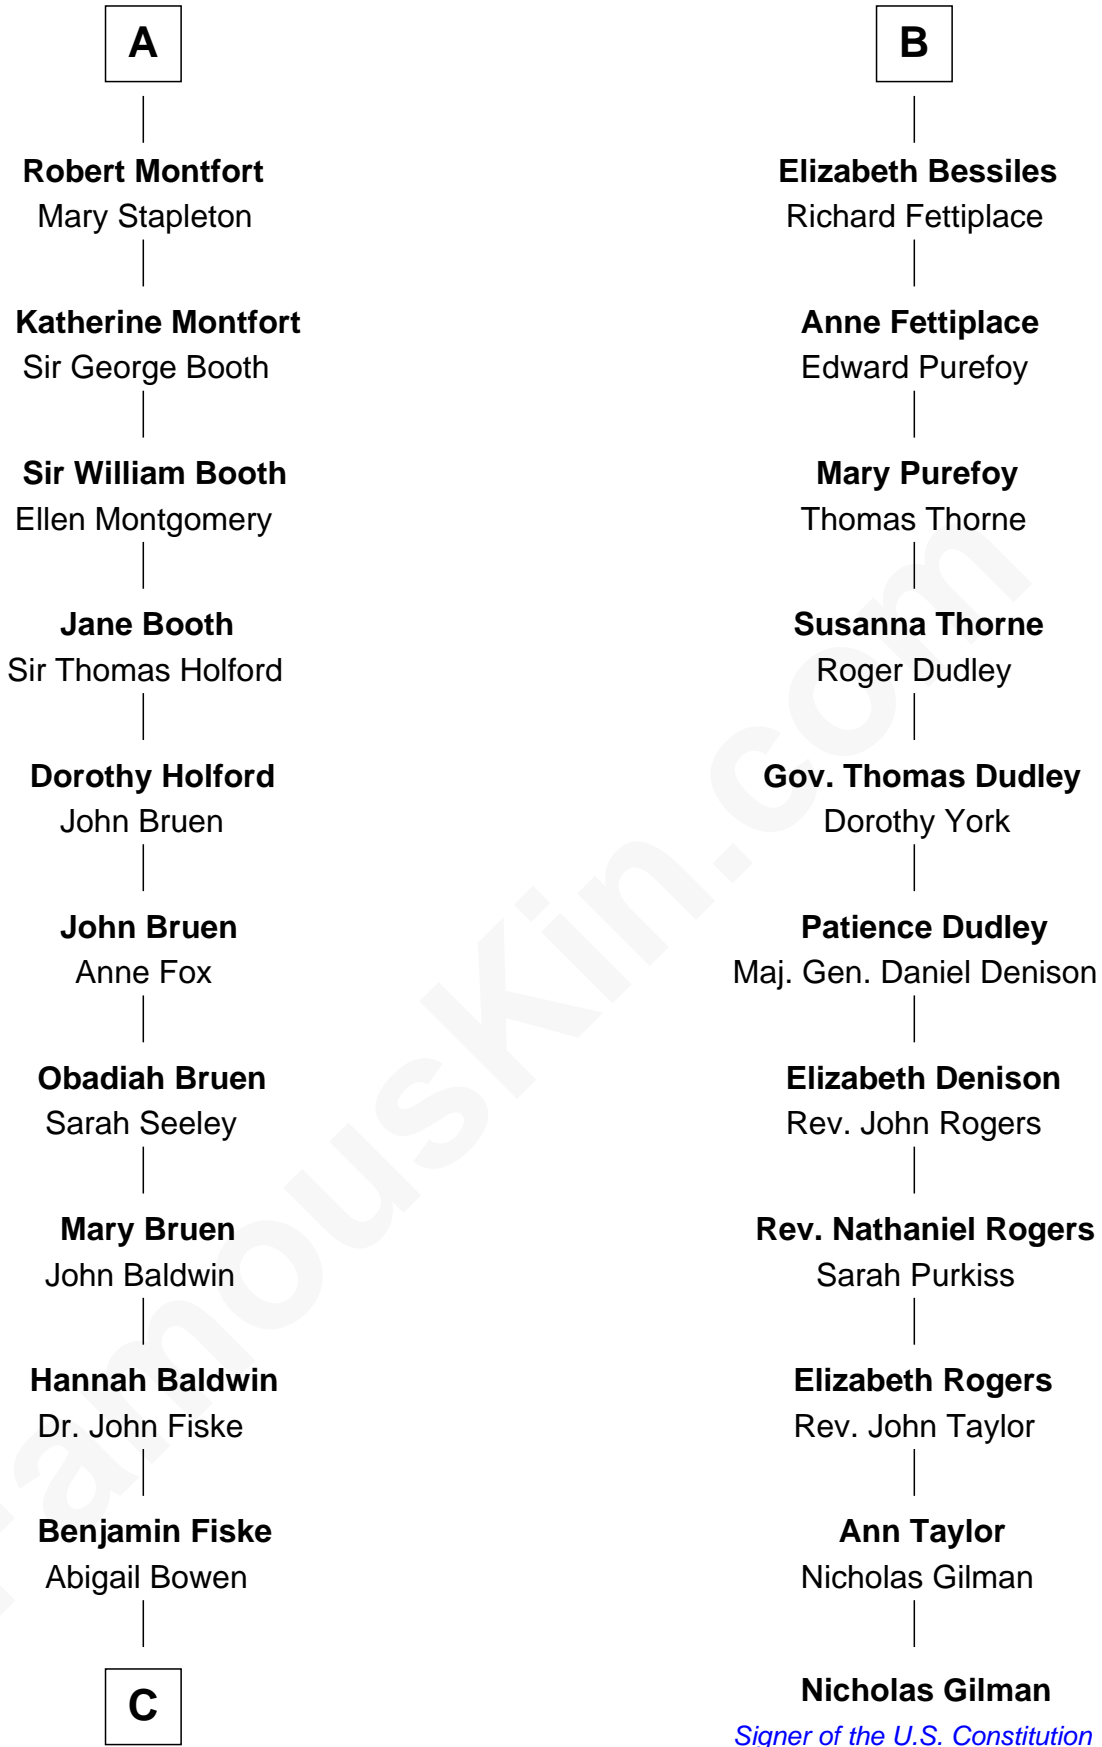 A
Robert Montfort
Mary Stapleton
Katherine Montfort
Sir George Booth
Sir William Booth
Ellen Montgomery
Jane Booth
Sir Thomas Holford
Dorothy Holford
John Bruen
John Bruen
Anne Fox
Obadiah Bruen
Sarah Seeley
Mary Bruen
John Baldwin
Hannah Baldwin
Dr. John Fiske
Benjamin Fiske
Abigail Bowen
C
B
Elizabeth Bessiles
Richard Fettiplace
Anne Fettiplace
Edward Purefoy
Mary Purefoy
Thomas Thorne
Susanna Thorne
Roger Dudley
Gov. Thomas Dudley
Dorothy York
Patience Dudley
Maj. Gen. Daniel Denison
Elizabeth Denison
Rev. John Rogers
Rev. Nathaniel Rogers
Sarah Purkiss
Elizabeth Rogers
Rev. John Taylor
Ann Taylor
Nicholas Gilman
Nicholas Gilman
Signer of the U.S. Constitution
FamousKin.com